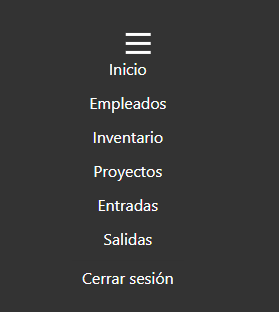 Inicio
Empleados
Inventario
Proyectos
Entradas
Salidas
Cerrar sesión